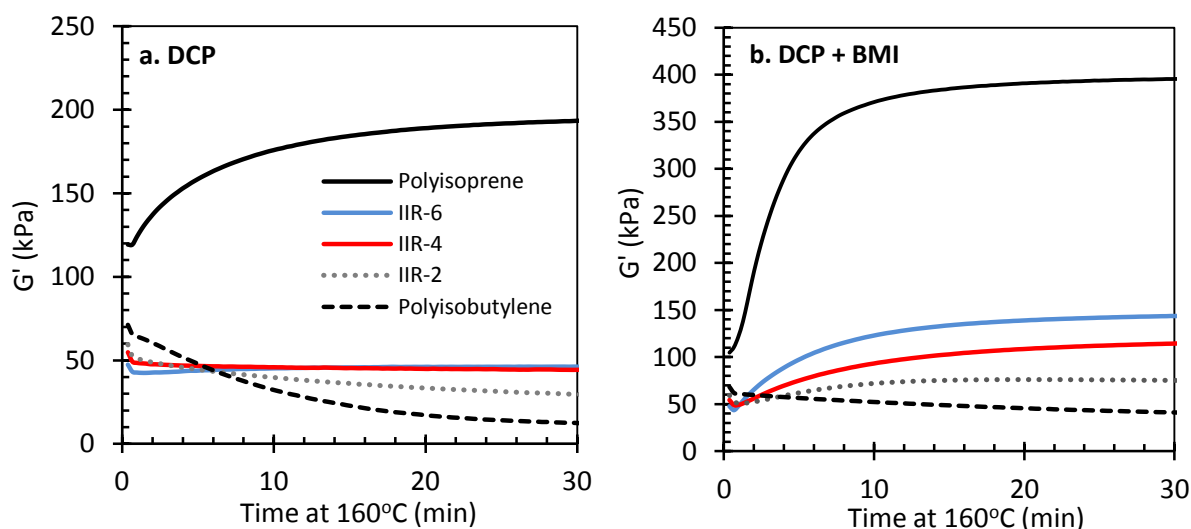 a. DCP
250
200
150
100
50
0
G' (kPa)
Polyisoprene
IIR-6
IIR-4
IIR-2
Polyisobutylene
0 10 20 30
Time at 160°C (min)
b. DCP + BMI
450
400
350
300
250
200
150
100
50
0
G' (kPa)
0 10 20 30
Time at 160°C (min)